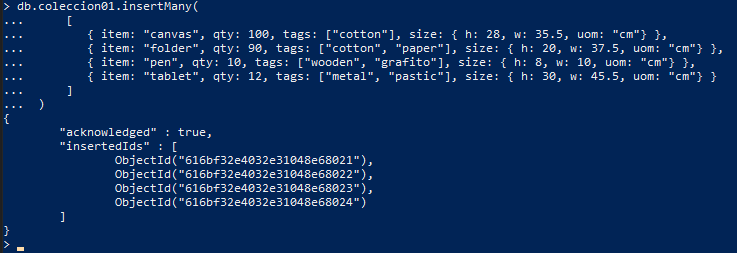 > db.coleccion01.insertMany(
...      [
...         { item: "canvas", qty: 100, tags: ["cotton"], size: { h: 28, w: 35.5, uom: "cm"} },
...         { item: "folder", qty: 90, tags: ["cotton", "paper"], size: { h: 20, w: 37.5, uom: "cm"} },
...         { item: "pen", qty: 10, tags: ["wooden", "grafito"], size: { h: 8, w: 10, uom: "cm"} },
...         { item: "tablet", qty: 12, tags: ["metal", "pastic"], size: { h: 30, w: 45.5, uom: "cm"} }
...      ]
...  )
{
        "acknowledged" : true,
        "insertedIds" : [
                ObjectId("616bf32e4032e31048e68021"),
                ObjectId("616bf32e4032e31048e68022"),
                ObjectId("616bf32e4032e31048e68023"),
                ObjectId("616bf32e4032e31048e68024")
        ]
}
>